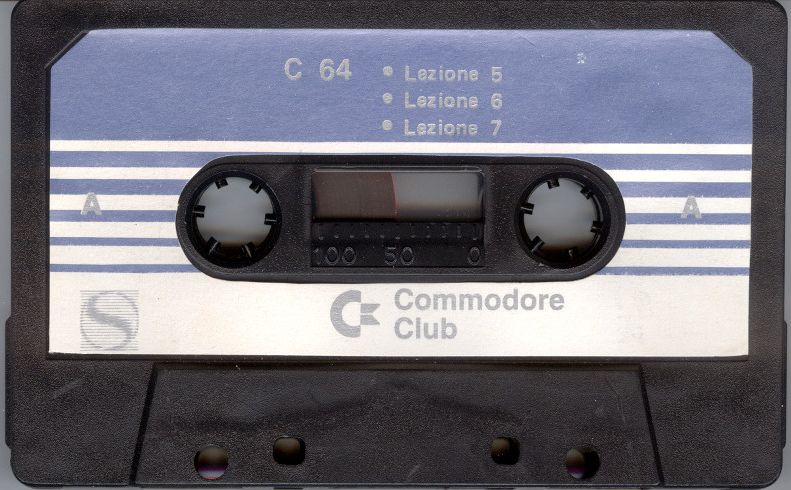 C 64 • Lezione 5
• Lezione 6
• Lezione 7
A A
100 50 0
S Commodore
Club